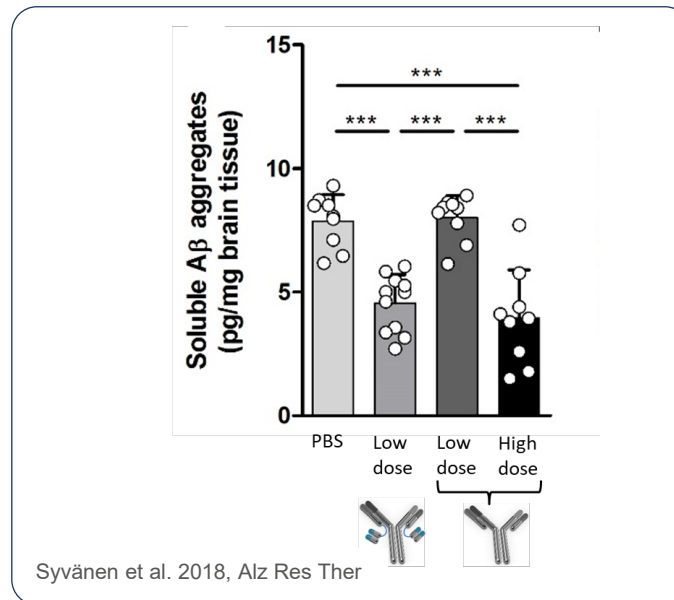 15
10
5
0
Soluble Aβ aggregates
(pg/mg brain tissue)
***
*** *** ***
PBS Low Low High
dose dose dose
Syvänen et al. 2018, Alz Res Ther